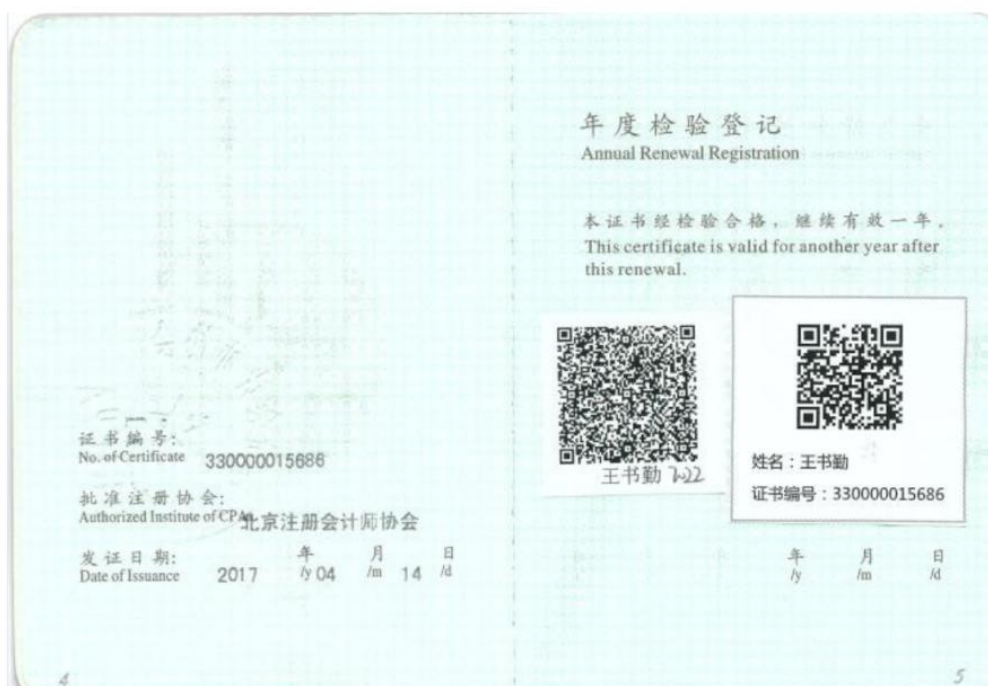 证书编号:
No. of Certificate 330000015686
批准注册协会:
Authorized Institute of CPAs 北京注册会计师协会
发证日期: 年 月 日
Date of Issuance 2017 /y 04 /m 14 /d
4
年度检验登记
Annual Renewal Registration
本证书经检验合格，继续有效一年。
This certificate is valid for another year after
this renewal.
王书勤 2022
姓名：王书勤
证书编号：330000015686
年 月 日
/y /m /d
5